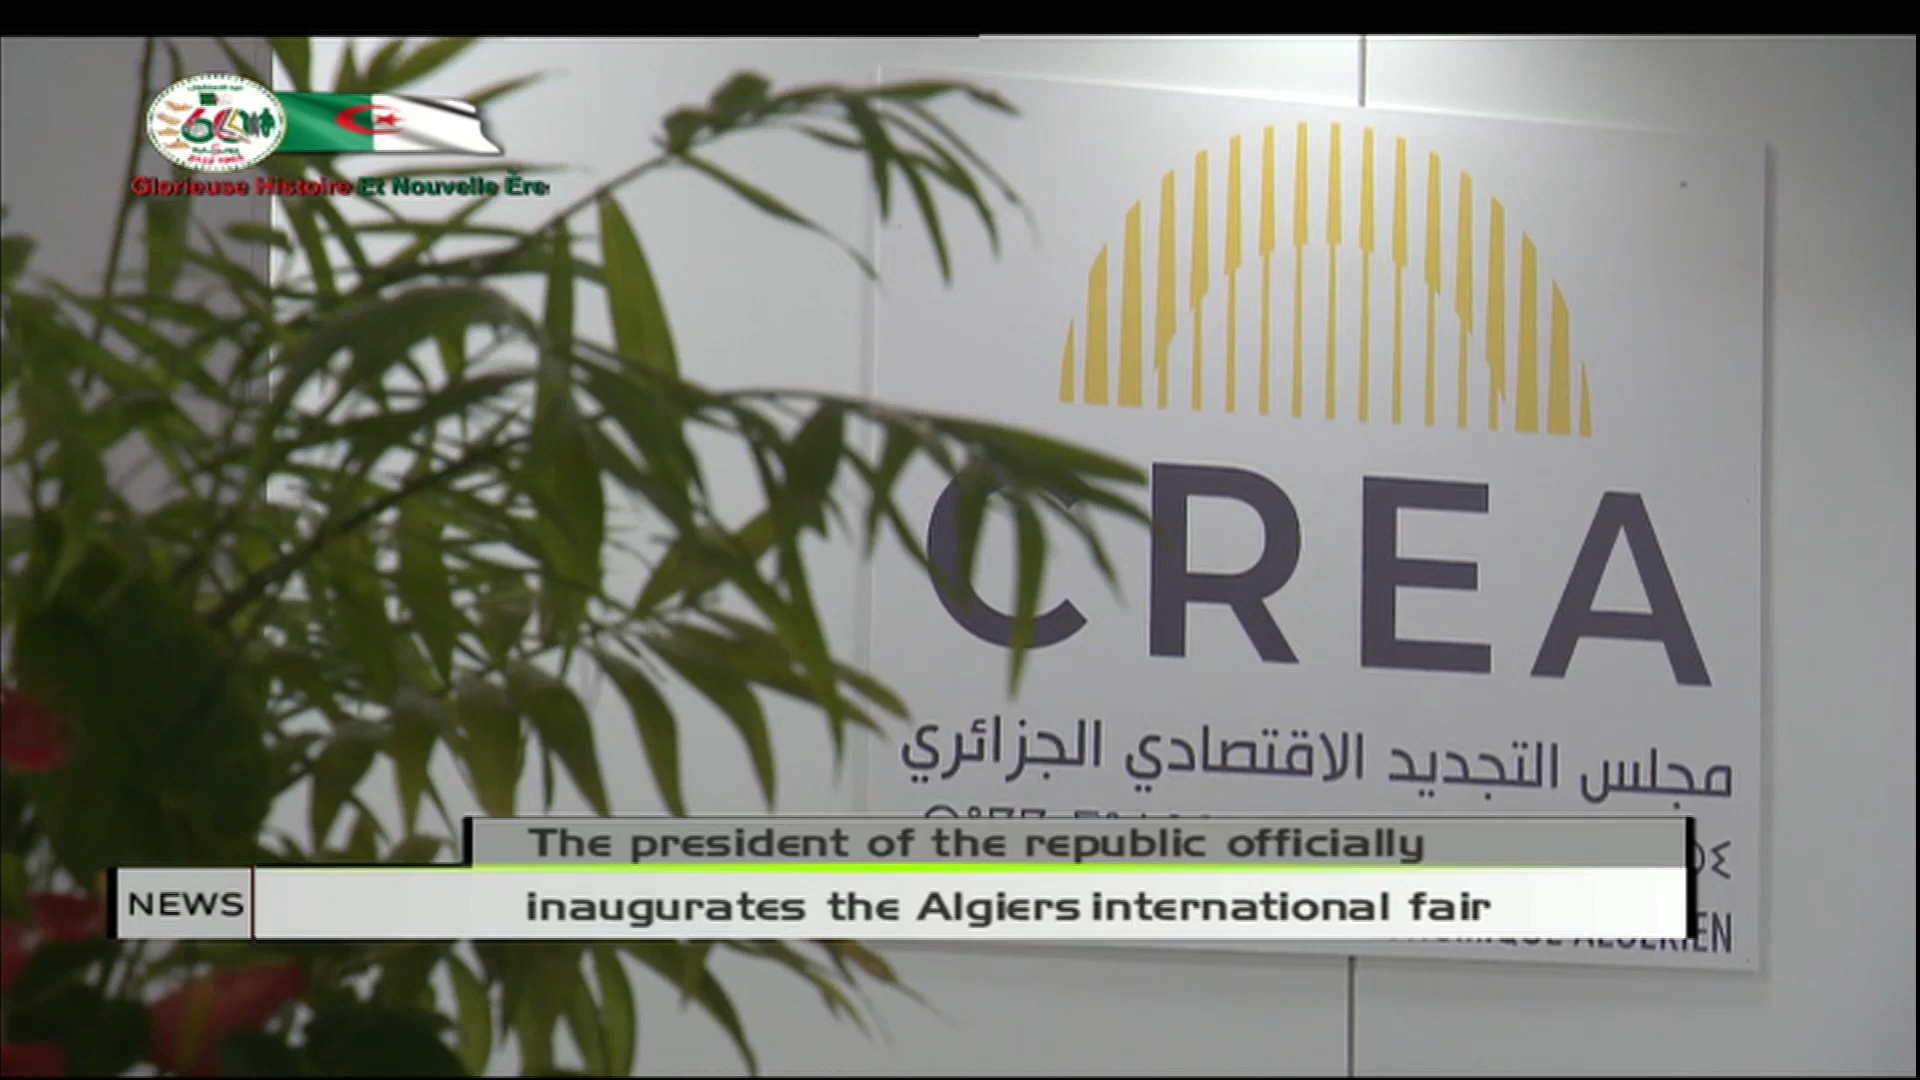 60
Glorieuse Histoire Et Nouvelle Ère
CREA
مجلس التجديد الاقتصادي الجزائري
The president of the republic officially
NEWS
inaugurates the Algiers international fair